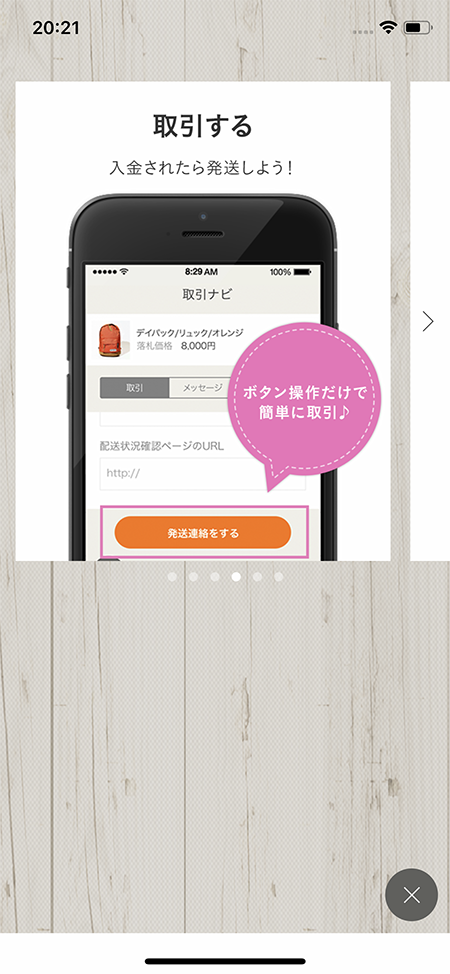 20:21
取引する
入金されたら発送しよう！
8:29 AM
100%
取引ナビ
デイパック/リュック/オレンジ
落札価格 8,000円
取引
メッセージ
ボタン操作だけで
簡単に取引♪
配送状況確認ページのURL
http://
発送連絡をする